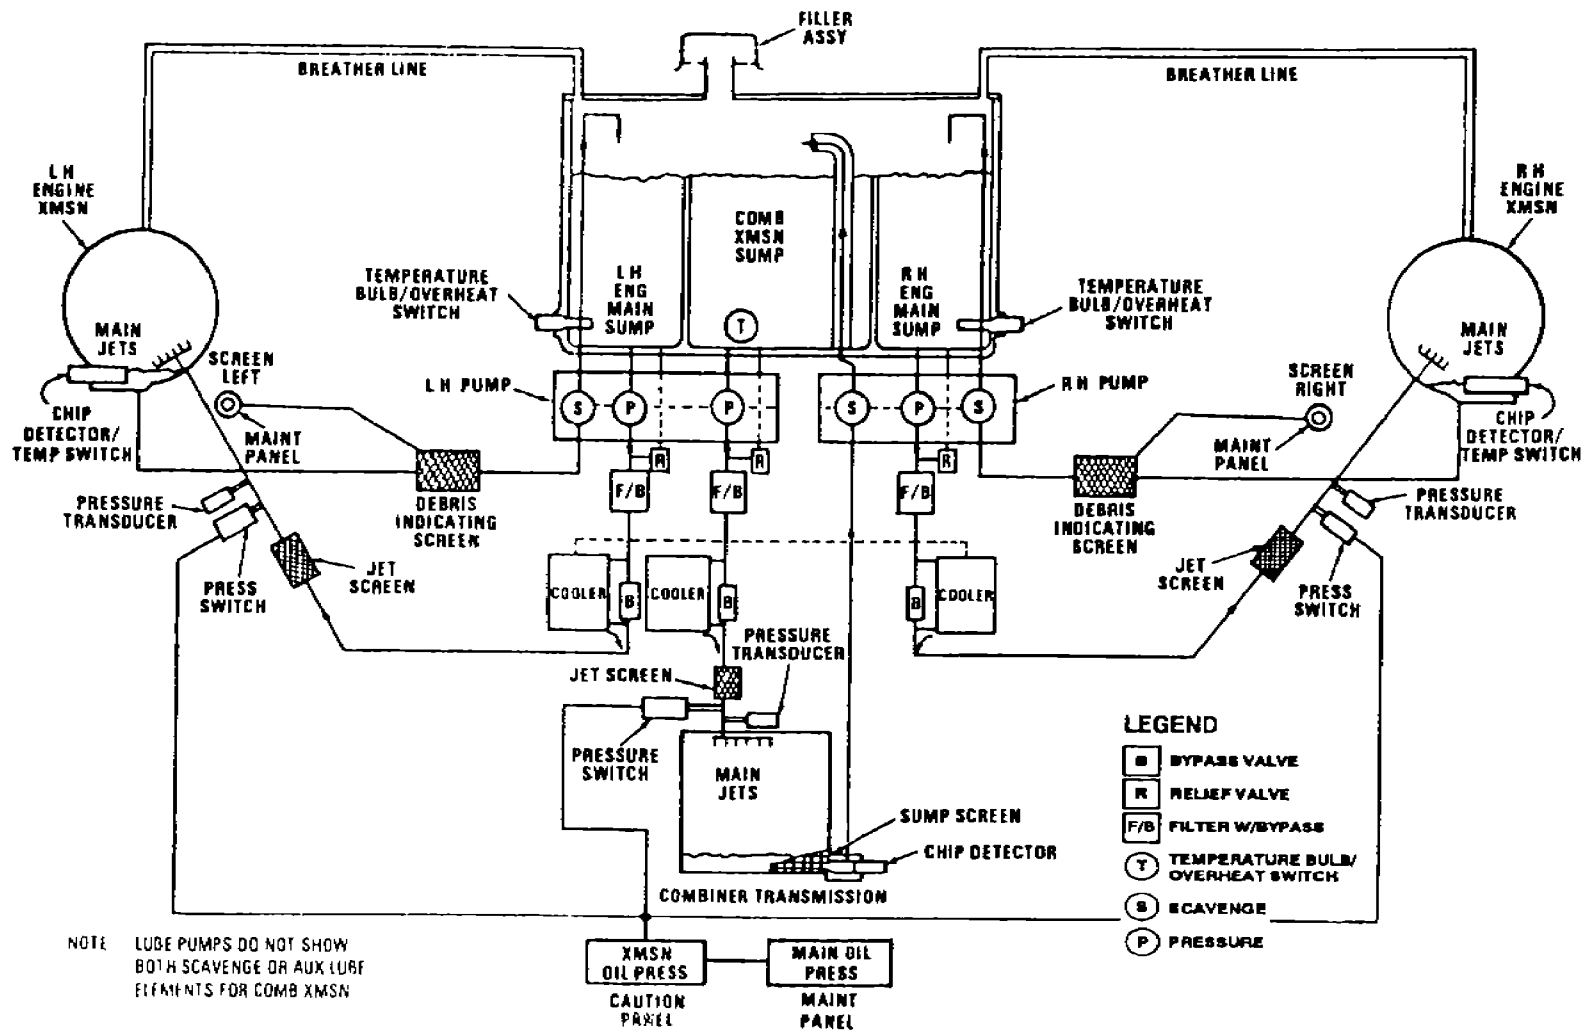 FILLER
ASSY
BREATHER LINE
BREATHER LINE
LH
ENGINE
XMSN
RH
ENGINE
XMSN
COMB
XMSN
SUMP
TEMPERATURE
BULB/OVERHEAT
SWITCH
LH
ENG
MAIN
SUMP
T
RH
ENG
MAIN
SUMP
TEMPERATURE
BULB/OVERHEAT
SWITCH
MAIN
JETS
SCREEN
LEFT
MAIN
JETS
SCREEN
RIGHT
LH PUMP
S
P
P
S
P
S
RH PUMP
CHIP
DETECTOR/
TEMP SWITCH
MAINT
PANEL
MAINT
PANEL
CHIP
DETECTOR/
TEMP SWITCH
R
R
R
F/B
F/B
F/B
PRESSURE
TRANSDUCER
DEBRIS
INDICATING
SCREEN
DEBRIS
INDICATING
SCREEN
PRESSURE
TRANSDUCER
PRESS
SWITCH
JET
SCREEN
COOLER
B
COOLER
B
B
COOLER
JET
SCREEN
PRESS
SWITCH
PRESSURE
TRANSDUCER
JET SCREEN
PRESSURE
SWITCH
MAIN
JETS
SUMP SCREEN
CHIP DETECTOR
COMBINER TRANSMISSION
LEGEND
B BYPASS VALVE
R RELIEF VALVE
F/B FILTER W/BYPASS
T TEMPERATURE BULB/
OVERHEAT SWITCH
S SCAVENGE
P PRESSURE
NOTE LUBE PUMPS DO NOT SHOW
BOTH SCAVENGE OR AUX LUBE
ELEMENTS FOR COMB XMSN
XMSN
OIL PRESS
CAUTION
PANEL
MAIN OIL
PRESS
MAINT
PANEL